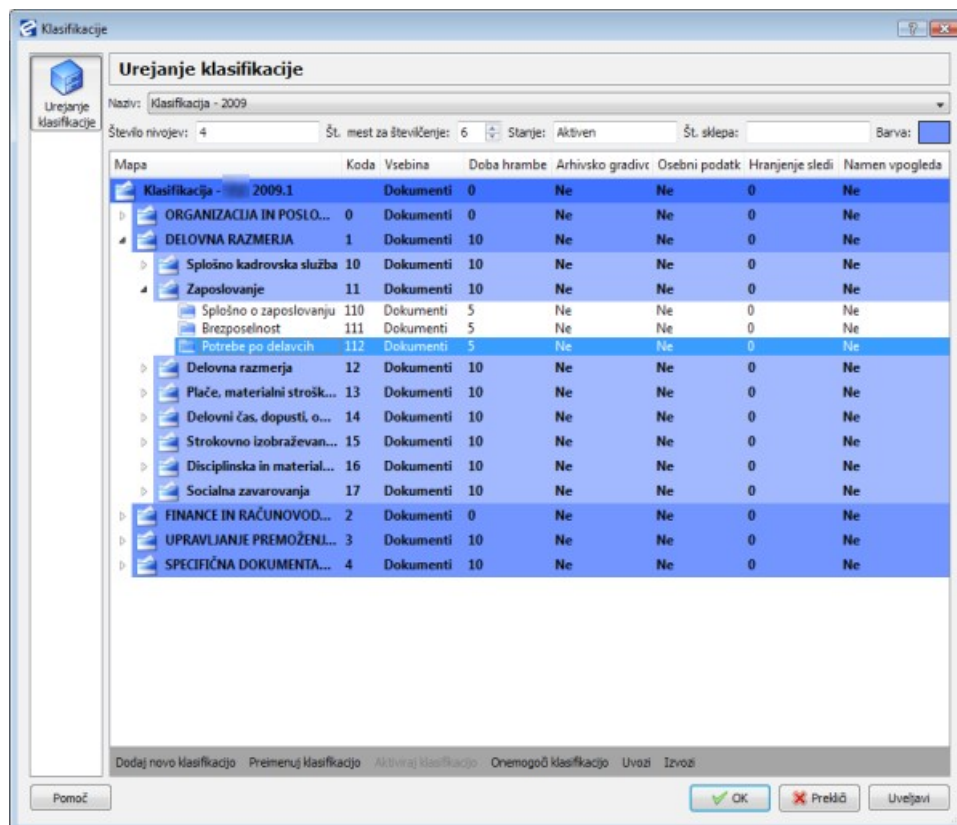 Klasifikacije
Urejanje klasifikacije
Urejanje klasifikacije
Naziv: Klasifikacija - 2009
Število nivojev: 4 Št. mest za številčenje: 6 Stanje: Aktiven Št. sklepa: Barva:
Mapa Koda Vsebina Doba hrambe Arhivsko gradivc Osebni podatk Hranjenje sledi Namen vpogleda
Klasifikacija - 2009.1 Dokumenti 0 Ne Ne 0 Ne
ORGANIZACIJA IN POSLO... 0 Dokumenti 0 Ne Ne 0 Ne
DELOVNA RAZMERJA 1 Dokumenti 10 Ne Ne 0 Ne
Splošno kadrovska služba 10 Dokumenti 10 Ne Ne 0 Ne
Zaposlovanje 11 Dokumenti 10 Ne Ne 0 Ne
Splošno o zaposlovanju 110 Dokumenti 5 Ne Ne 0 Ne
Brezposelnost 111 Dokumenti 5 Ne Ne 0 Ne
Potrebe po delavcih 112 Dokumenti 5 Ne Ne 0 Ne
Delovna razmerja 12 Dokumenti 10 Ne Ne 0 Ne
Plače, materialni strošk... 13 Dokumenti 10 Ne Ne 0 Ne
Delovni čas, dopusti, o... 14 Dokumenti 10 Ne Ne 0 Ne
Strokovno izobraževan... 15 Dokumenti 10 Ne Ne 0 Ne
Disciplinska in material... 16 Dokumenti 10 Ne Ne 0 Ne
Socialna zavarovanja 17 Dokumenti 10 Ne Ne 0 Ne
FINANCE IN RAČUNOVOD... 2 Dokumenti 0 Ne Ne 0 Ne
UPRAVLJANJE PREMOŽENJ... 3 Dokumenti 10 Ne Ne 0 Ne
SPECIFIČNA DOKUMENTA... 4 Dokumenti 10 Ne Ne 0 Ne
Dodaj novo klasifikacijo Preimenuj klasifikacijo Aktiviraj klasifikacijo Onemogoči klasifikacijo Uvozi Izvozi
Pomoč OK Prekliči Uveljavi